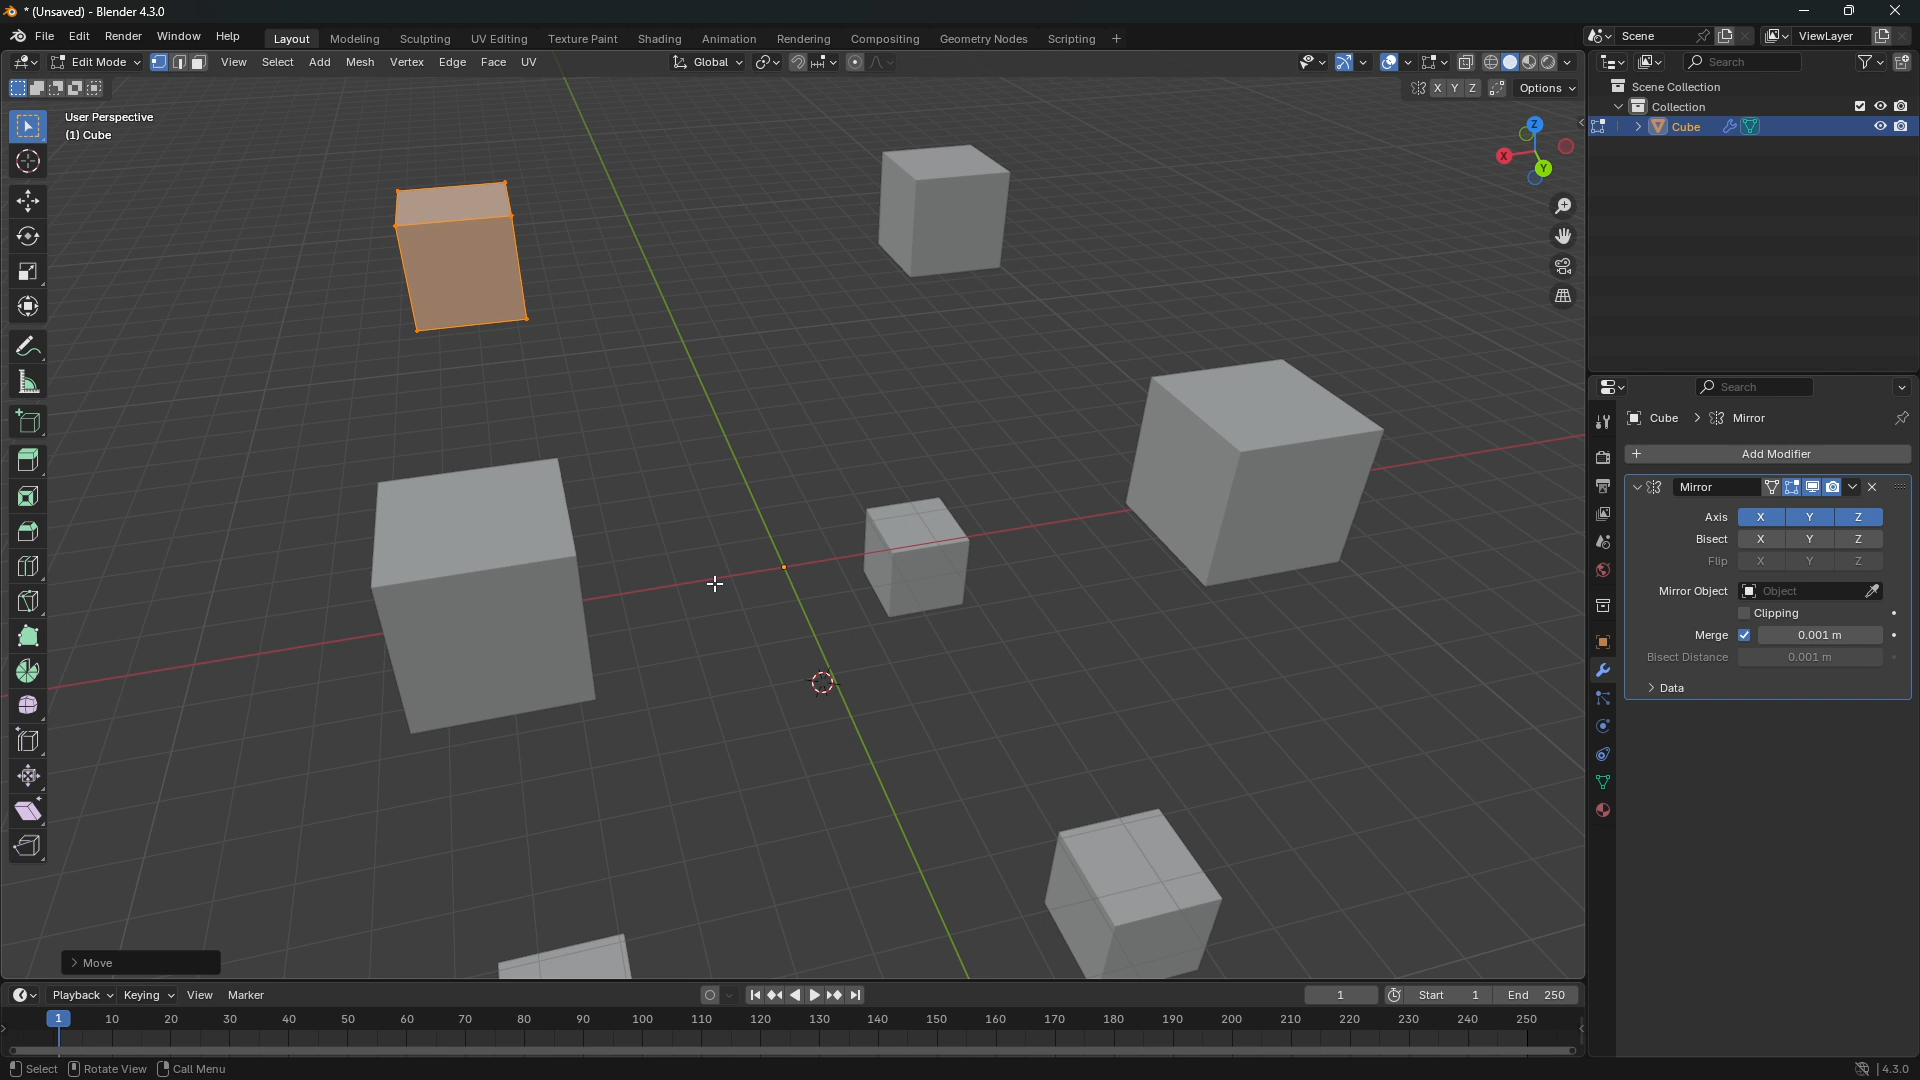 * (Unsaved) - Blender 4.3.0
File Edit Render Window Help Layout Modeling Sculpting UV Editing Texture Paint Shading Animation Rendering Compositing Geometry Nodes Scripting + Scene ViewLayer
Edit Mode View Select Add Mesh Vertex Edge Face UV Global Search
X Y Z Options
Scene Collection
Collection
Cube
User Perspective
(1) Cube
Z
X
Y
Search
Cube > Mirror
+ Add Modifier
Mirror
Axis X Y Z
Bisect X Y Z
Flip X Y Z
Mirror Object Object
Clipping
Merge 0.001 m
Bisect Distance 0.001 m
> Data
> Move
Playback Keying View Marker 1 Start 1 End 250
1 10 20 30 40 50 60 70 80 90 100 110 120 130 140 150 160 170 180 190 200 210 220 230 240 250
Select Rotate View Call Menu 4.3.0